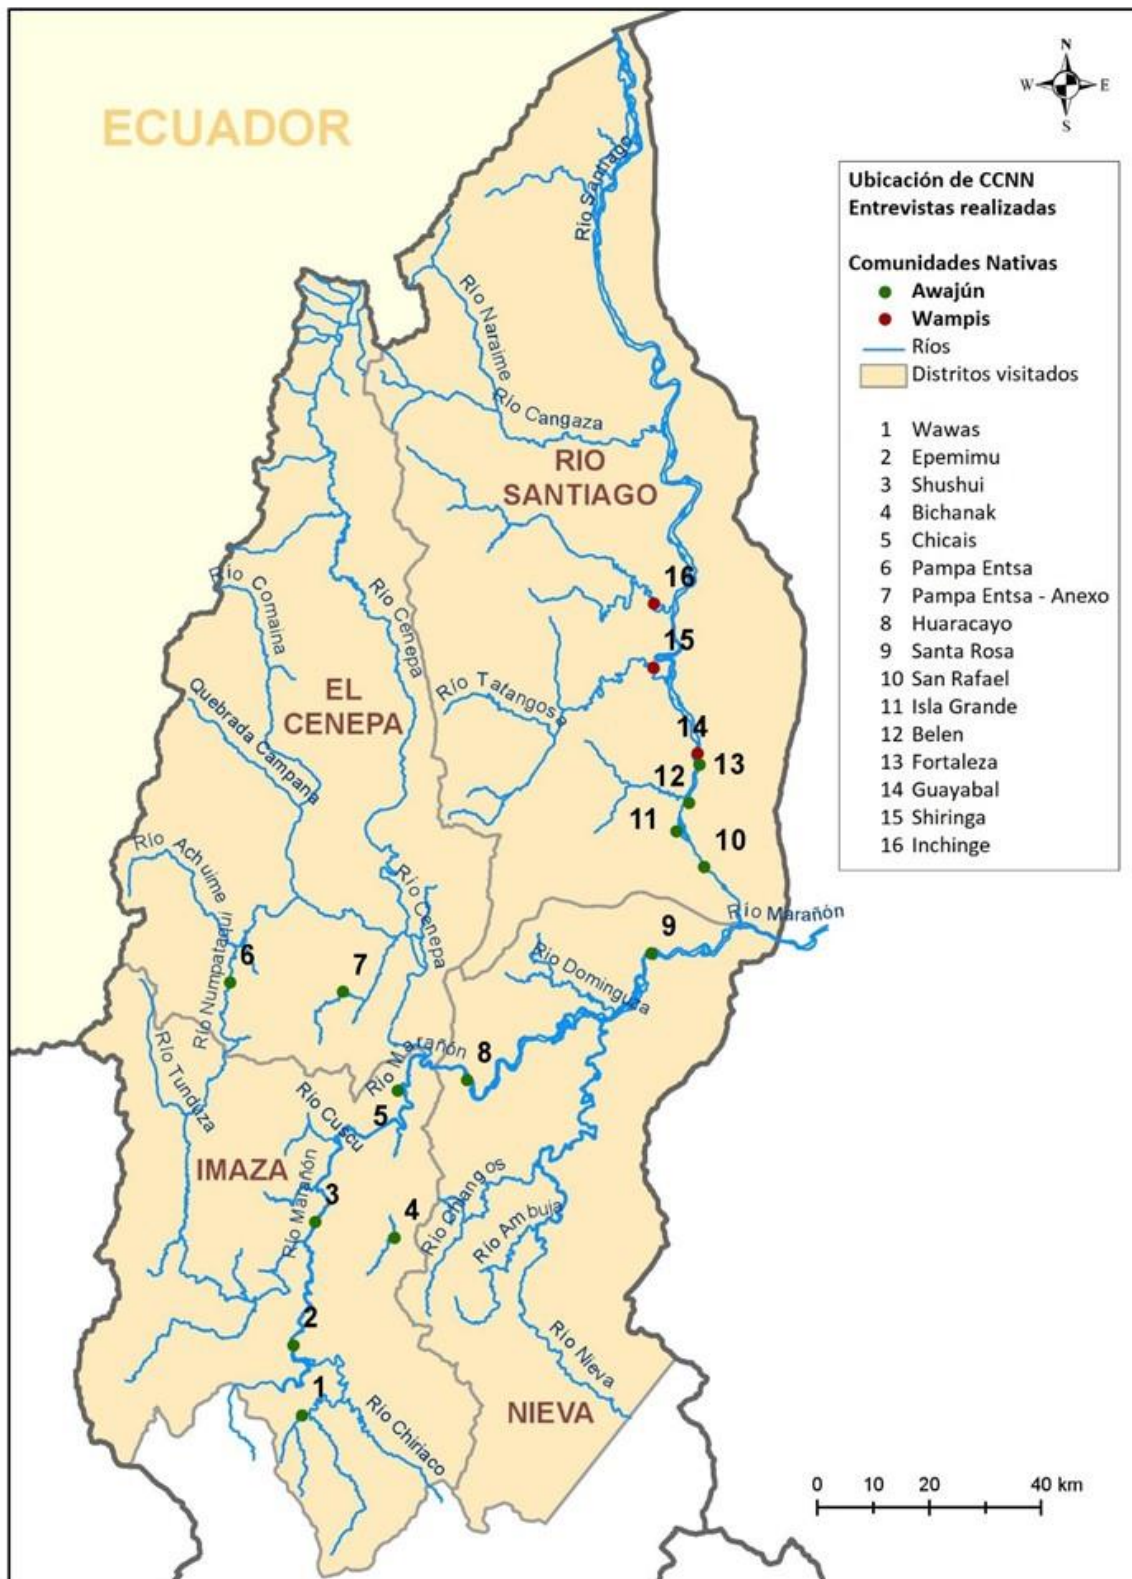 N
W E
S
ECUADOR
Ubicación de CCNN
Entrevistas realizadas
Comunidades Nativas
Awajún
Wampis
Ríos
Distritos visitados
1 Wawas
2 Epemimu
3 Shushui
4 Bichanak
5 Chicais
6 Pampa Entsa
7 Pampa Entsa - Anexo
8 Huaracayo
9 Santa Rosa
10 San Rafael
11 Isla Grande
12 Belen
13 Fortaleza
14 Guayabal
15 Shiringa
16 Inchinge
Río Santiago
Río Naraime
Río Cangaza
RIO
SANTIAGO
16
Río Comaina
Río Cenepa
15
EL
CENEPA
Quebrada Campana
Río Tatangosa
14
13
12
11
10
Río Achuime
Río Cenepa
Río Marañón
9
6
7
Río Numpataqui
Río Dominguza
8
Río Marañón
Río Tunduza
5
Río Cuscu
IMAZA
3
4
Río Marañón
Río Chiangos
Río Ambuja
2
Río Nieva
1
NIEVA
Río Chiriaco
0 10 20 40 km